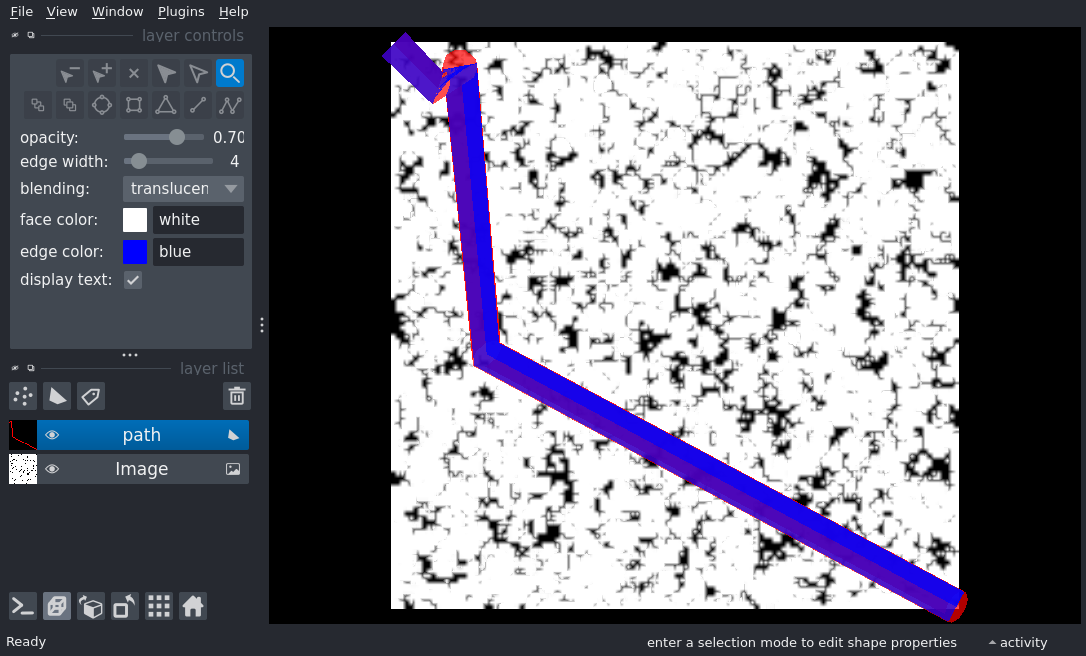 File View Window Plugins Help
layer controls
opacity: 0.70
edge width: 4
blending: translucen
face color: white
edge color: blue
display text:
layer list
path
Image
Ready
enter a selection mode to edit shape properties
activity